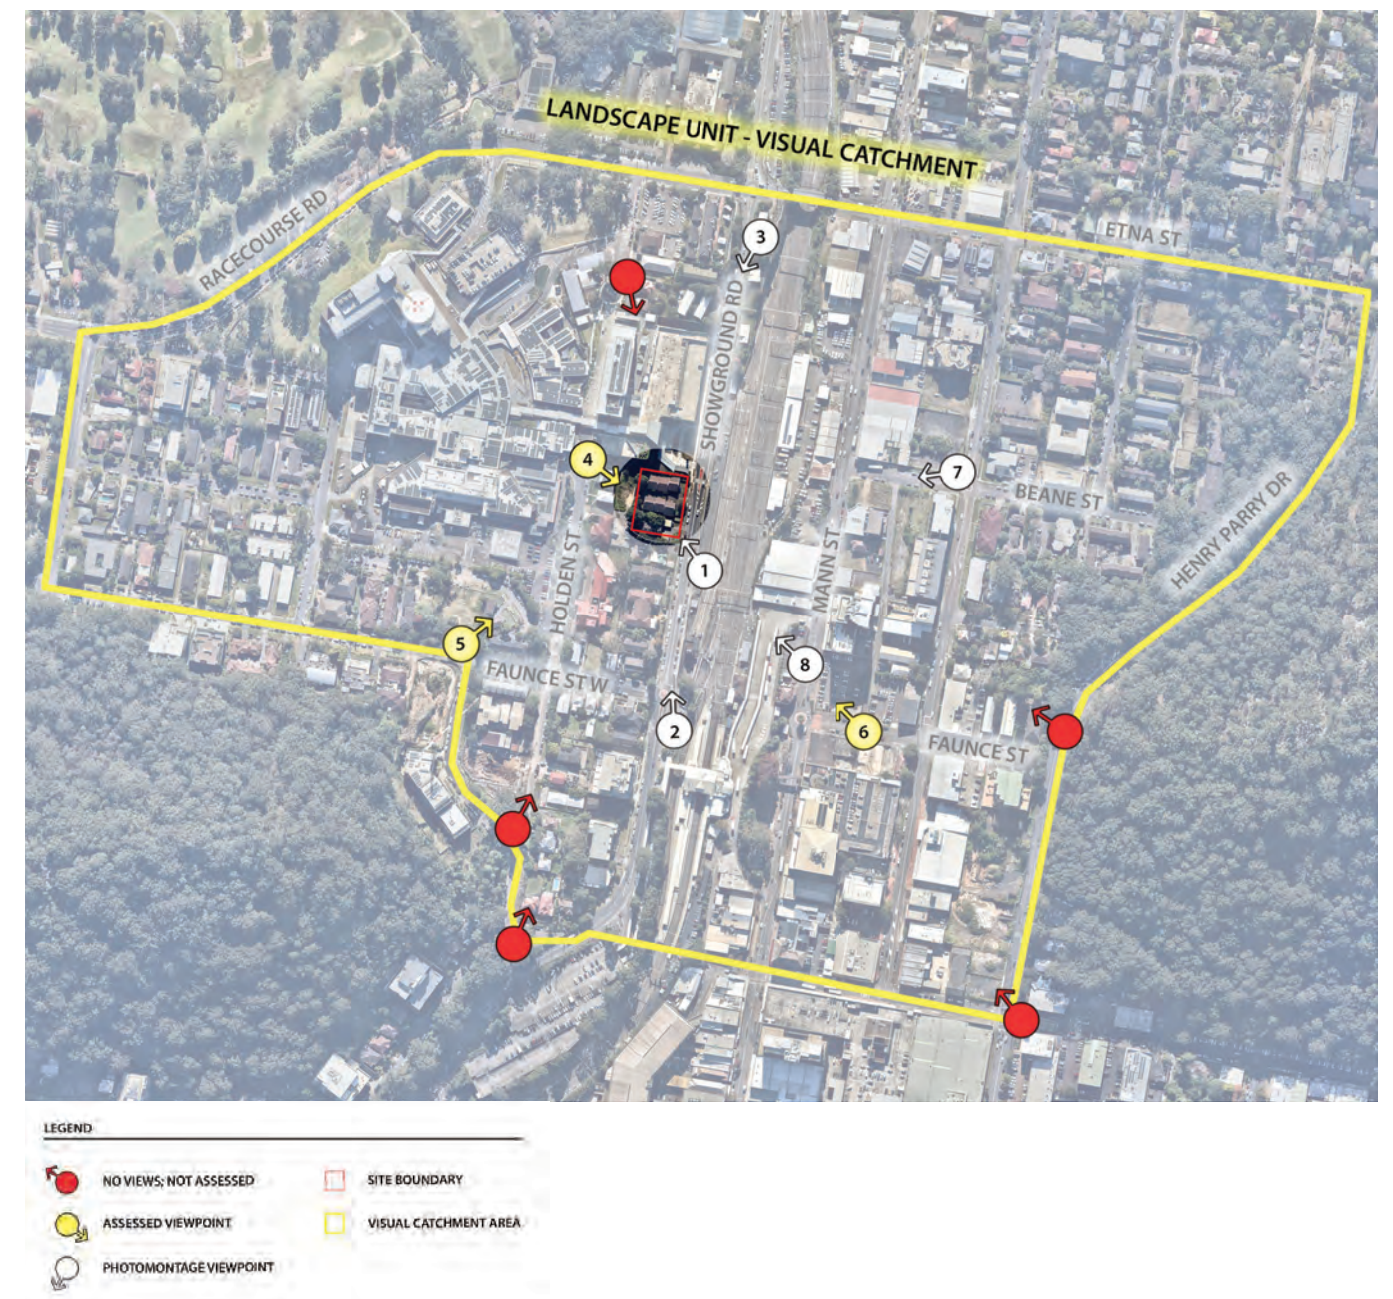 LANDSCAPE UNIT - VISUAL CATCHMENT
RACECOURSE RD
ETNA ST
3
SHOWGROUND RD
4
7
BEANE ST
HENRY PARRY DR
1
HOLDEN ST
MANN ST
5
FAUNCE ST W
8
2
6
FAUNCE ST
LEGEND
NO VIEWS; NOT ASSESSED
SITE BOUNDARY
ASSESSED VIEWPOINT
VISUAL CATCHMENT AREA
PHOTOMONTAGE VIEWPOINT